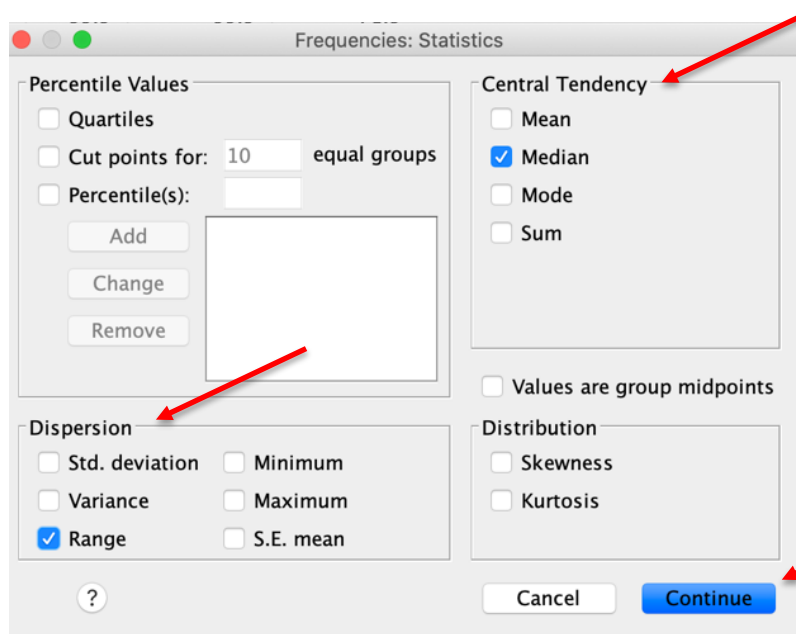 Frequencies: Statistics
Percentile Values
Quartiles
Cut points for: 10 equal groups
Percentile(s):
Add
Change
Remove
Central Tendency
Mean
Median
Mode
Sum
Values are group midpoints
Dispersion
Std. deviation Minimum
Variance Maximum
Range S.E. mean
Distribution
Skewness
Kurtosis
? Cancel Continue